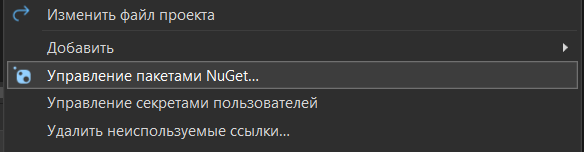 Изменить файл проекта
Добавить
Управление пакетами NuGet...
Управление секретами пользователей
Удалить неиспользуемые ссылки...